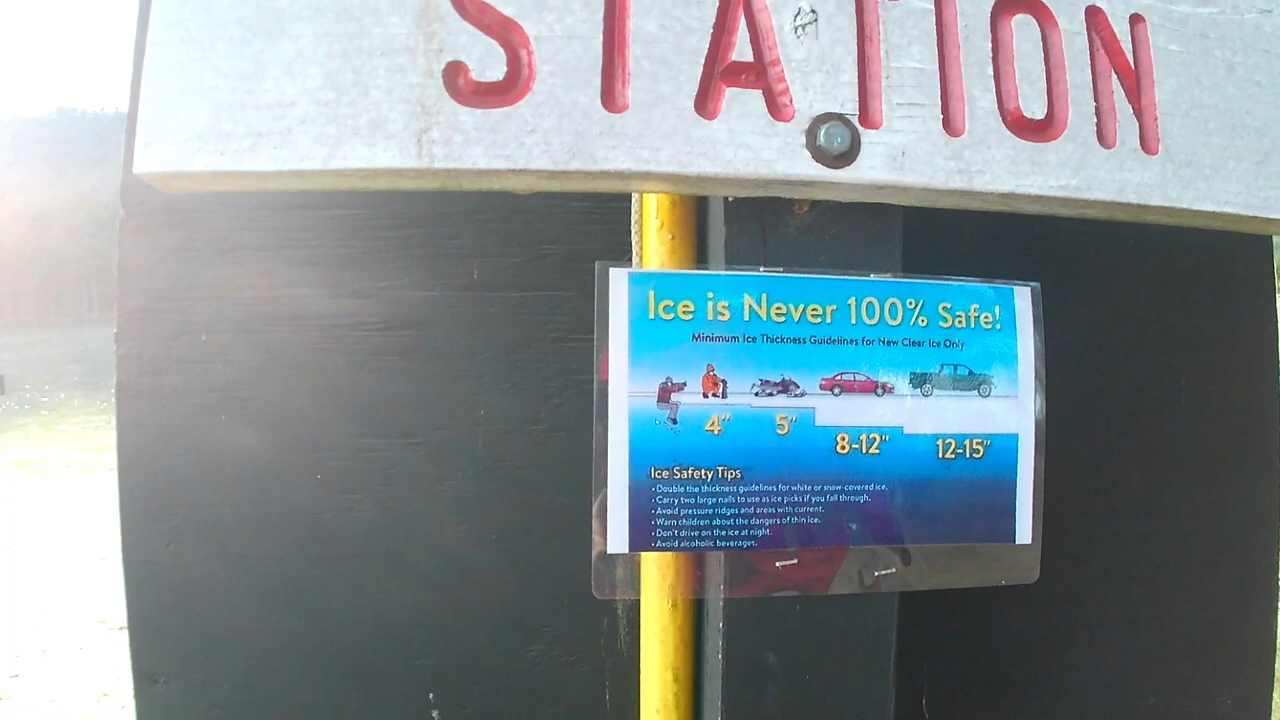 STATION
Ice is Never 100% Safe!
Minimum Ice Thickness Guidelines for New Clear Ice Only
4" 5" 8-12" 12-15"
Ice Safety Tips
• Double the thickness guidelines for white or snow-covered ice.
• Carry two large nails to use as ice picks if you fall through.
• Avoid pressure ridges and areas with current.
• Warn children about the dangers of thin ice.
• Don't drive on the ice at night.
• Avoid alcoholic beverages.